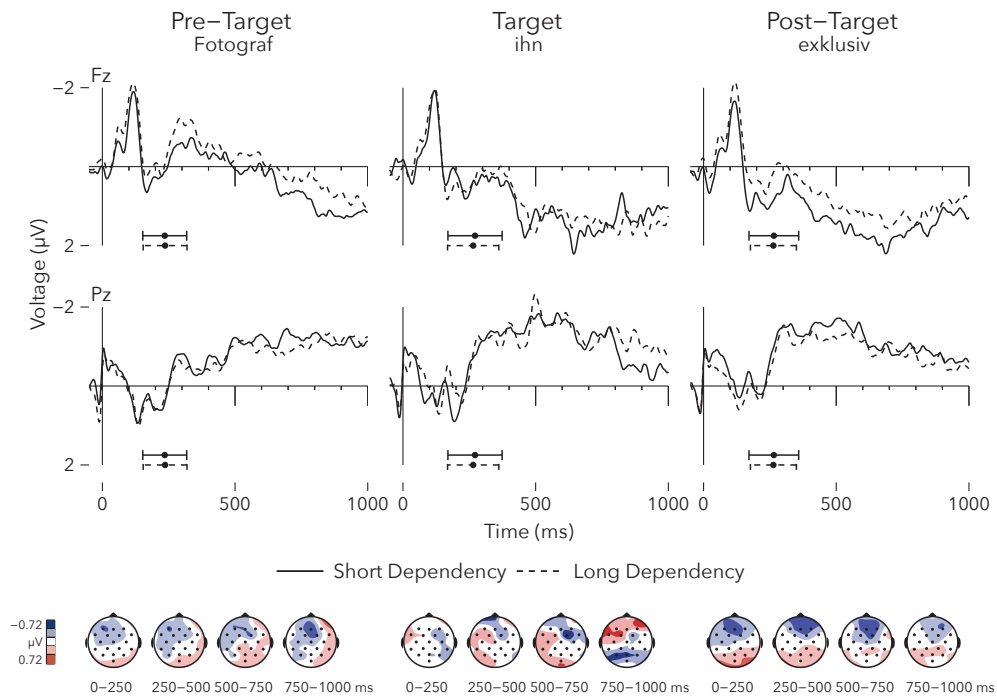 Pre–Target
Fotograf
Target
ihn
Post–Target
exklusiv
Fz
−2
2
Voltage (µV)
Pz
−2
2
0 500 1000
0 500 1000
0 500 1000
Time (ms)
Short Dependency
Long Dependency
−0.72
µV
0.72
0–250 250–500 500–750 750–1000 ms
0–250 250–500 500–750 750–1000 ms
0–250 250–500 500–750 750–1000 ms